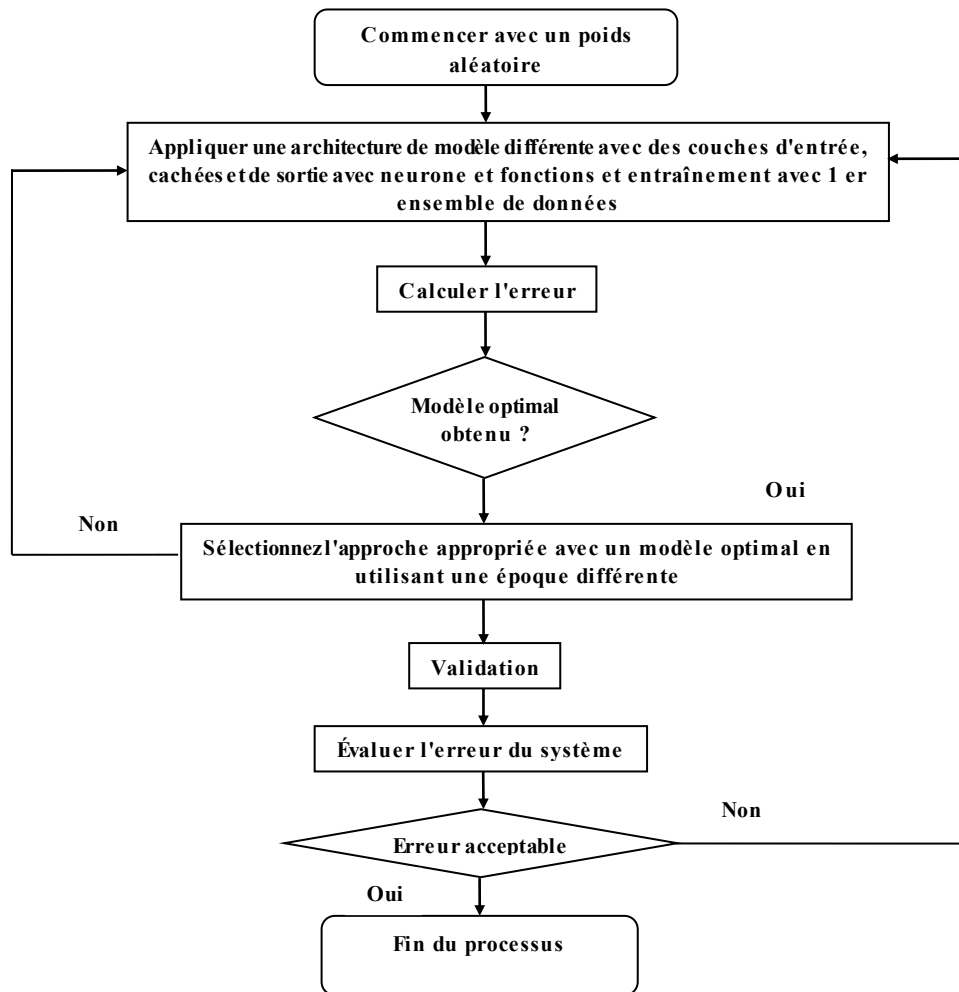 Commencer avec un poids
aléatoire
Appliquer une architecture de modèle différente avec des couches d'entrée,
cachées et de sortie avec neurone et fonctions et entraînement avec 1 er
ensemble de données
Calculer l'erreur
Modèle optimal
obtenu ?
Oui
Non
Sélectionnez l'approche appropriée avec un modèle optimal en
utilisant une époque différente
Validation
Évaluer l'erreur du système
Non
Erreur acceptable
Oui
Fin du processus